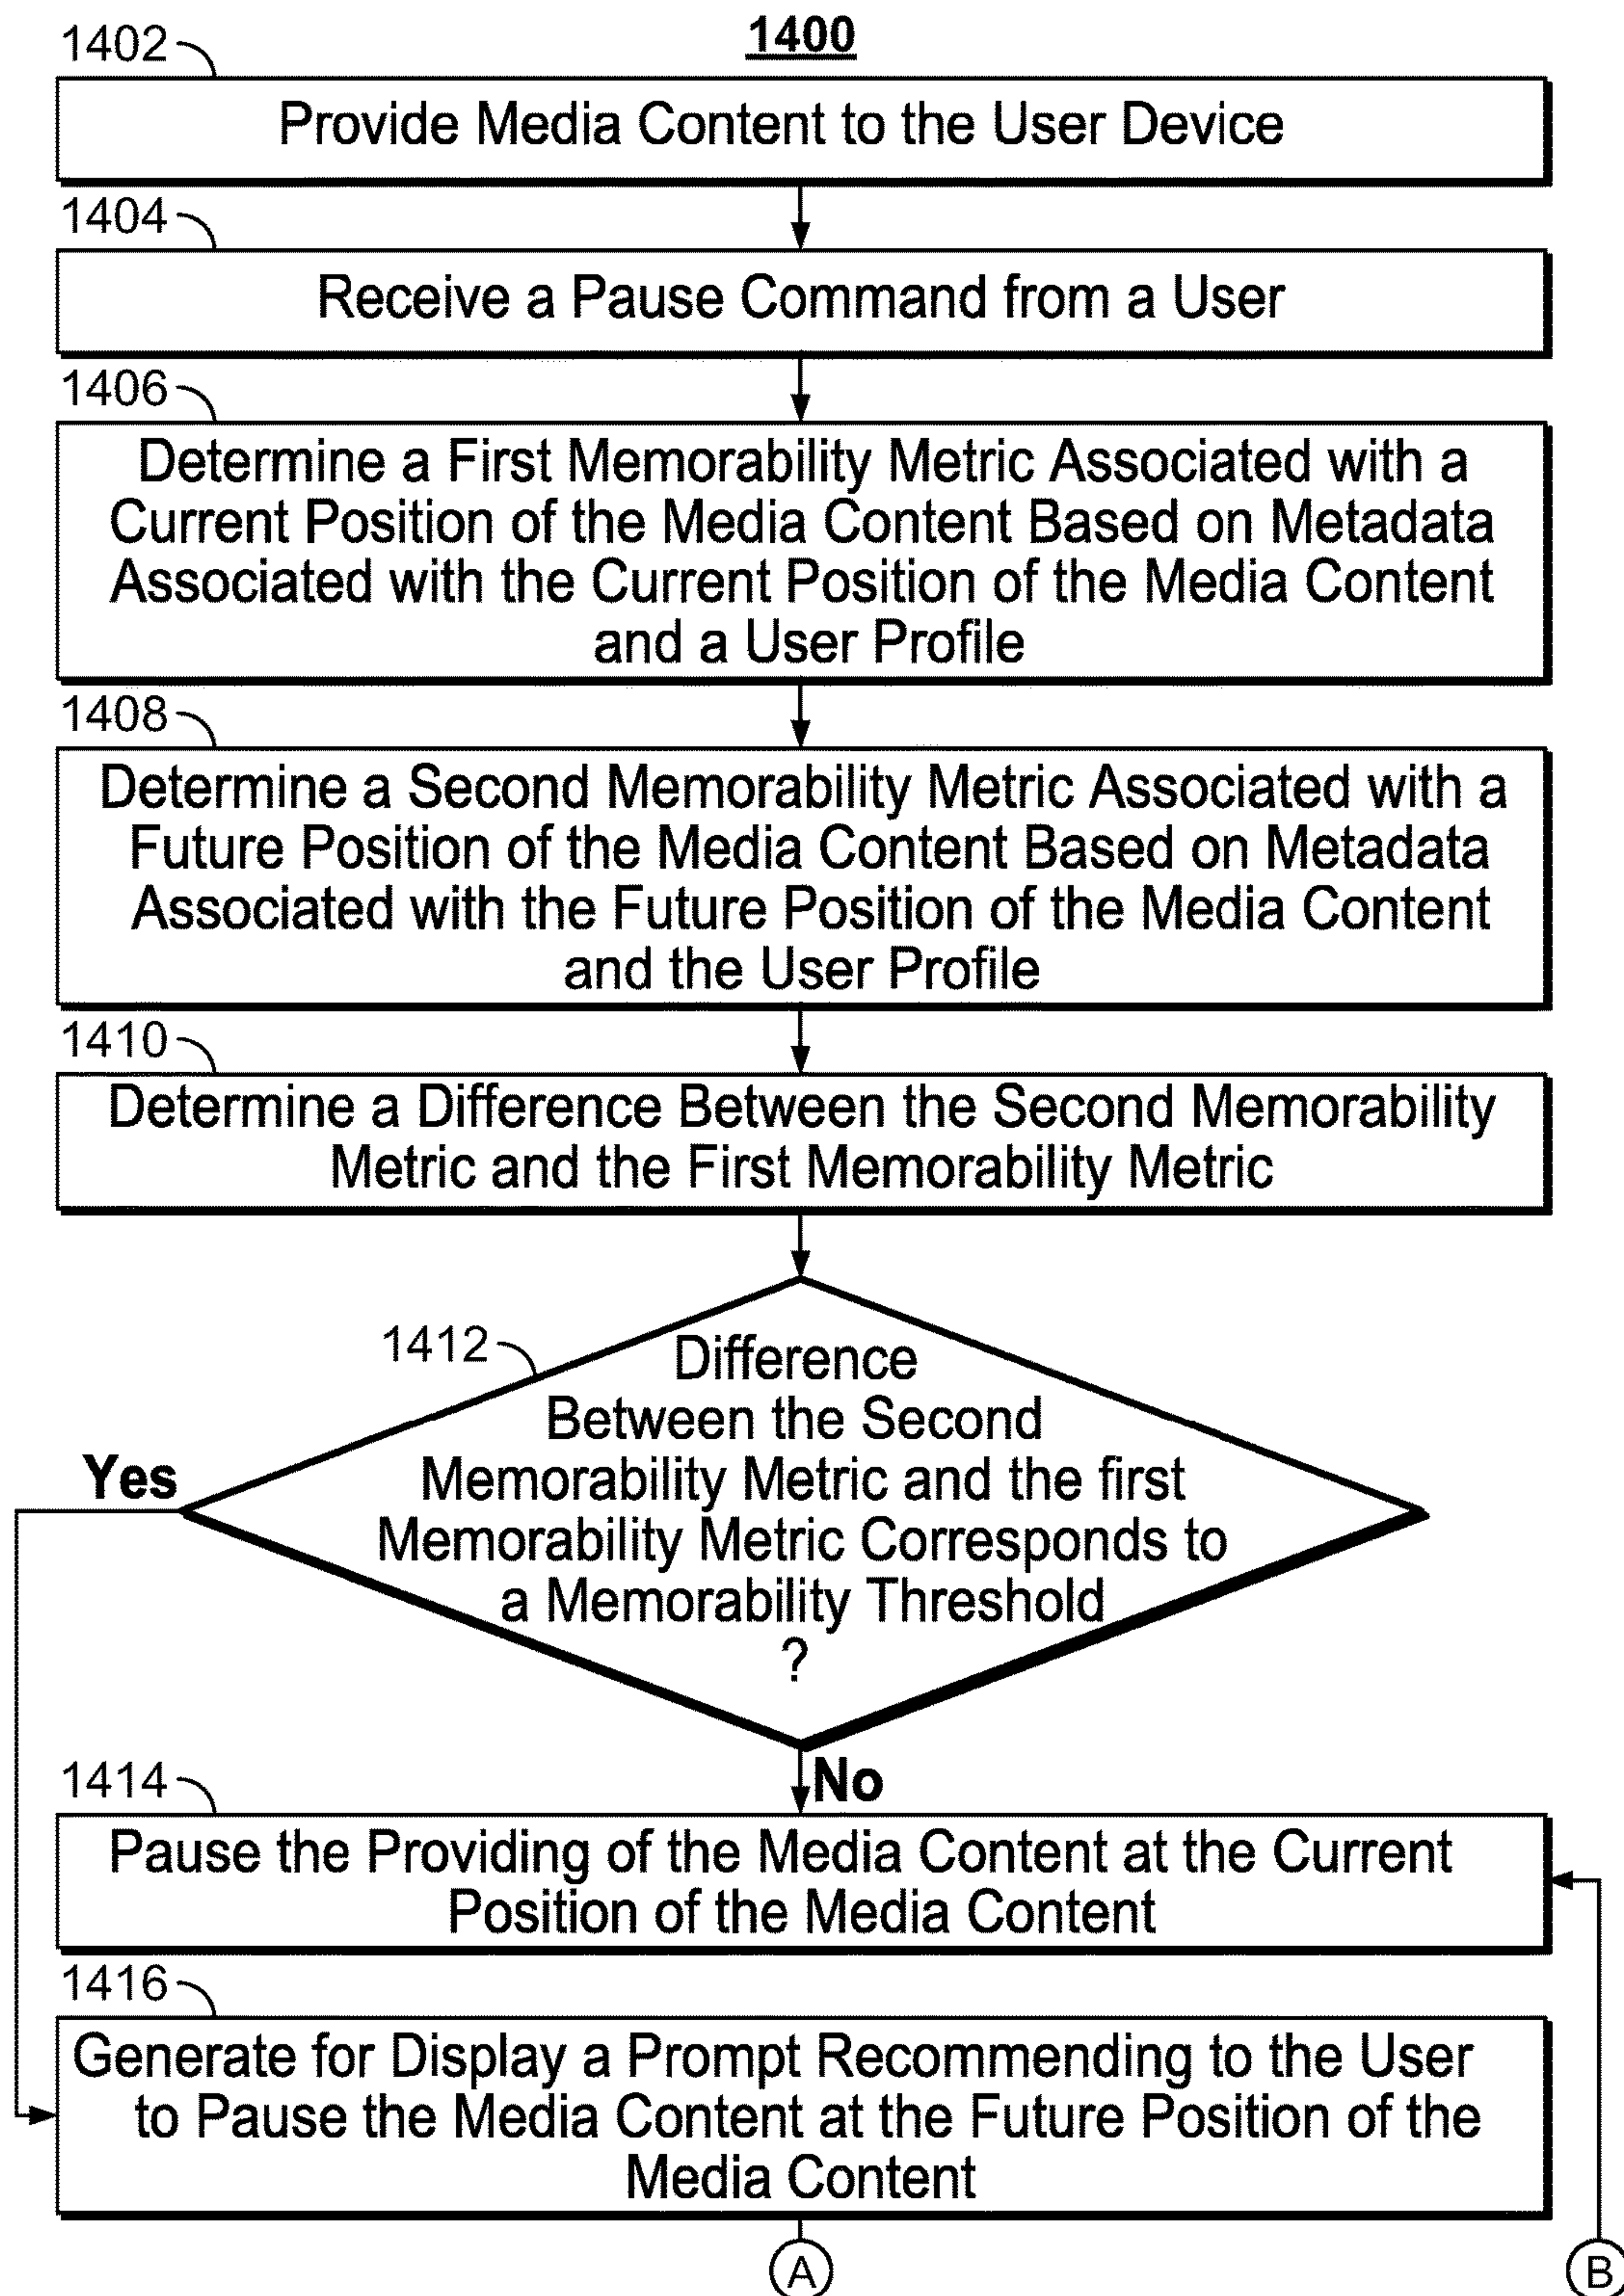 1400
1402
Provide Media Content to the User Device
1404
Receive a Pause Command from a User
1406
Determine a First Memorability Metric Associated with a
Current Position of the Media Content Based on Metadata
Associated with the Current Position of the Media Content
and a User Profile
1408
Determine a Second Memorability Metric Associated with a
Future Position of the Media Content Based on Metadata
Associated with the Future Position of the Media Content
and the User Profile
1410
Determine a Difference Between the Second Memorability
Metric and the First Memorability Metric
1412
Difference
Between the Second
Memorability Metric and the first
Memorability Metric Corresponds to
a Memorability Threshold
?
Yes
No
1414
Pause the Providing of the Media Content at the Current
Position of the Media Content
1416
Generate for Display a Prompt Recommending to the User
to Pause the Media Content at the Future Position of the
Media Content
A
B